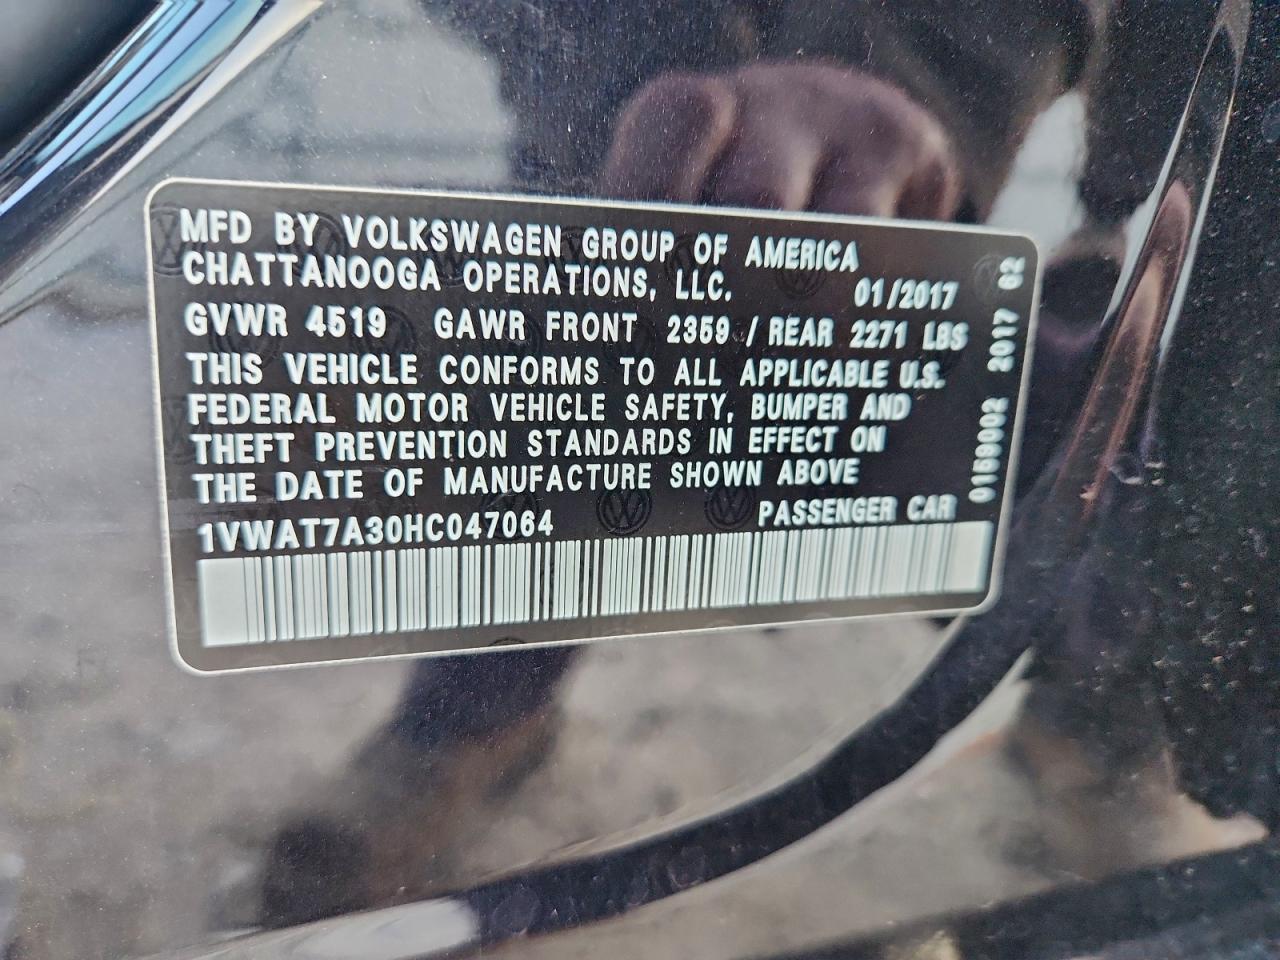 MFD BY VOLKSWAGEN GROUP OF AMERICA
CHATTANOOGA OPERATIONS, LLC. 01/2017
GVWR 4519 GAWR FRONT 2359 / REAR 2271 LBS
THIS VEHICLE CONFORMS TO ALL APPLICABLE U.S.
FEDERAL MOTOR VEHICLE SAFETY, BUMPER AND
THEFT PREVENTION STANDARDS IN EFFECT ON
THE DATE OF MANUFACTURE SHOWN ABOVE
1VWAT7A30HC047064 PASSENGER CAR
0159002 2017 62